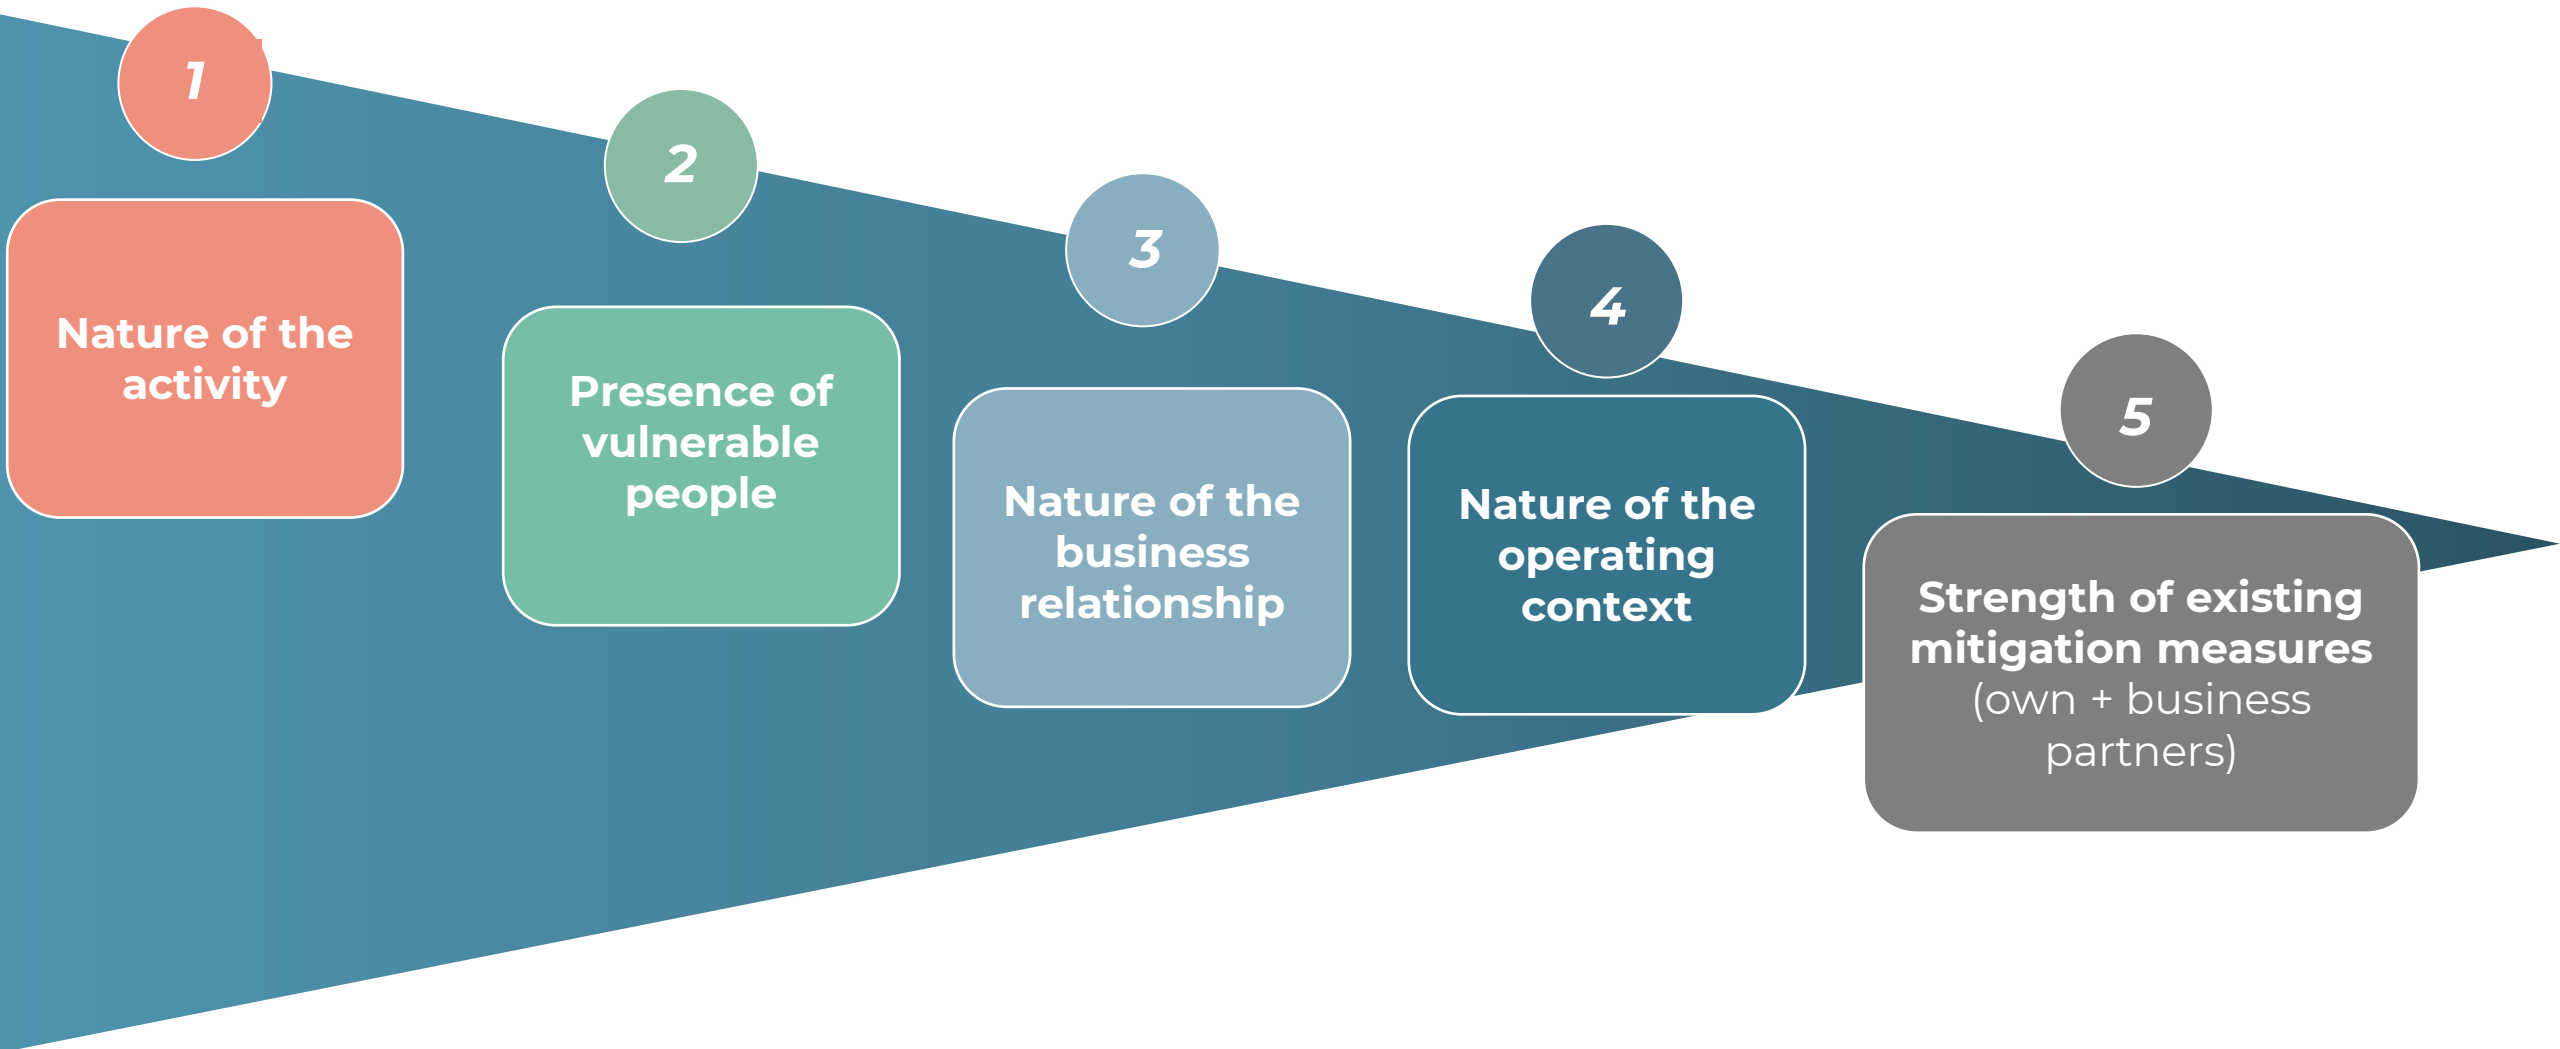 1
Nature of the
activity
2
Presence of
vulnerable
people
3
Nature of the
business
relationship
4
Nature of the
operating
context
5
Strength of existing
mitigation measures
(own + business
partners)